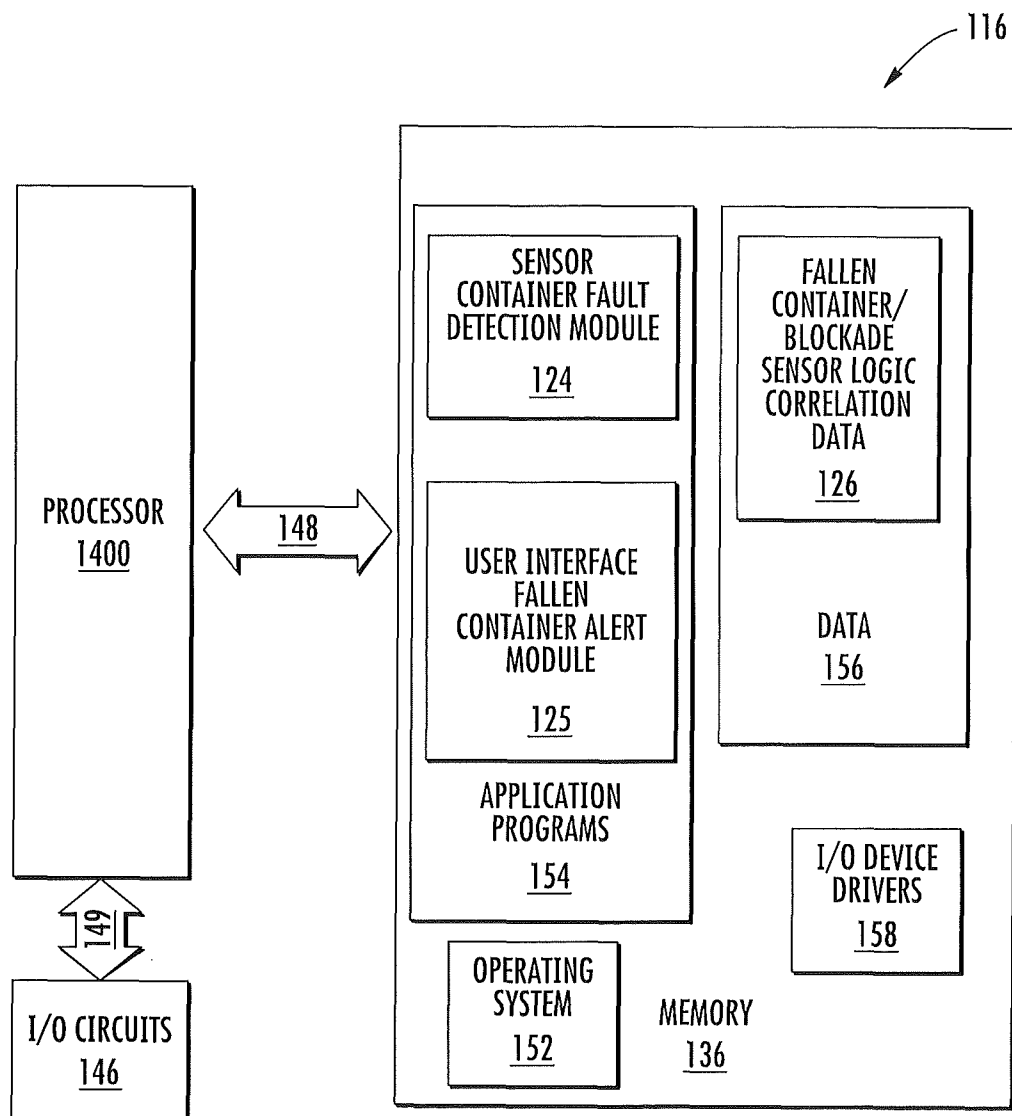 116
SENSOR
CONTAINER FAULT
DETECTION MODULE
124
FALLEN
CONTAINER/
BLOCKADE
SENSOR LOGIC
CORRELATION
DATA
126
PROCESSOR
1400
148
USER INTERFACE
FALLEN
CONTAINER ALERT
MODULE
125
DATA
156
APPLICATION
PROGRAMS
154
I/O DEVICE
DRIVERS
158
149
I/O CIRCUITS
146
OPERATING
SYSTEM
152
MEMORY
136